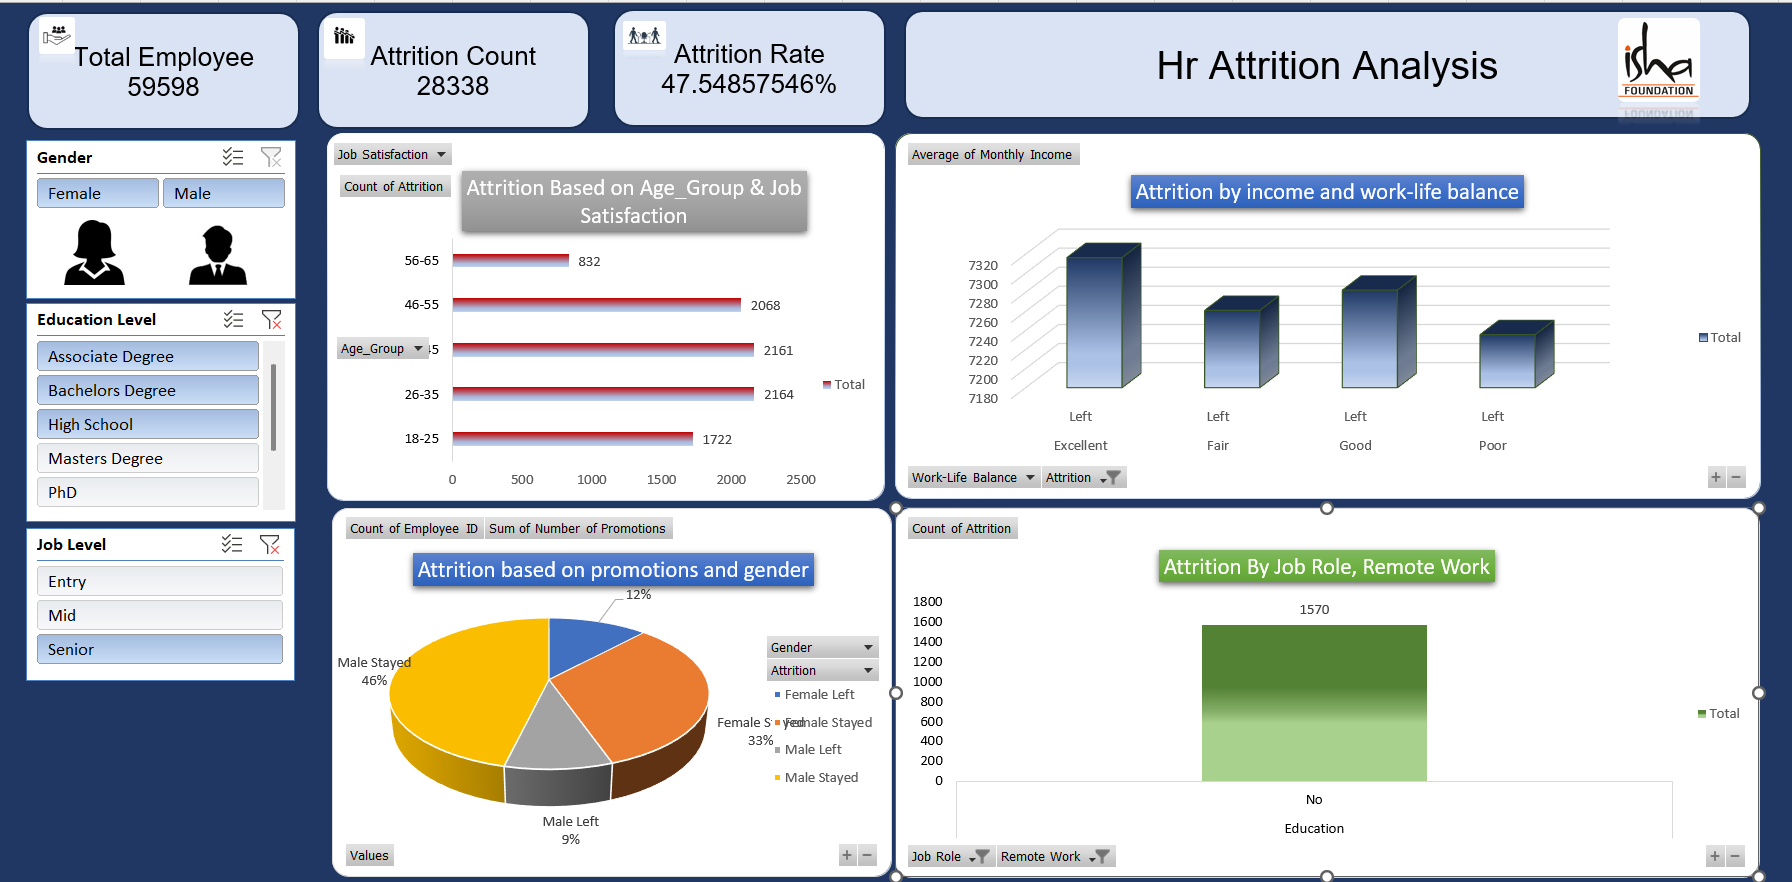 Total Employee
59598
Attrition Count
28338
Attrition Rate
47.54857546%
Hr Attrition Analysis
isha
FOUNDATION
Gender
Female
Male
Education Level
Associate Degree
Bachelors Degree
High School
Masters Degree
PhD
Job Level
Entry
Mid
Senior
Job Satisfaction
Count of Attrition
Attrition Based on Age_Group & Job
Satisfaction
56-65
832
46-55
2068
Age_Group
45
2161
26-35
2164
18-25
1722
Total
0 500 1000 1500 2000 2500
Average of Monthly Income
Attrition by income and work-life balance
7320
7300
7280
7260
7240
7220
7200
7180
Total
Left Left Left Left
Excellent Fair Good Poor
Work-Life Balance
Attrition
+ −
Count of Employee ID
Sum of Number of Promotions
Attrition based on promotions and gender
12%
Male Stayed
46%
Female Stayed
33%
Male Left
9%
Gender
Attrition
Female Left
Female Stayed
Male Left
Male Stayed
Values
+ −
Count of Attrition
Attrition By Job Role, Remote Work
1800
1600
1400
1200
1000
800
600
400
200
0
1570
Total
No
Education
Job Role
Remote Work
+ −